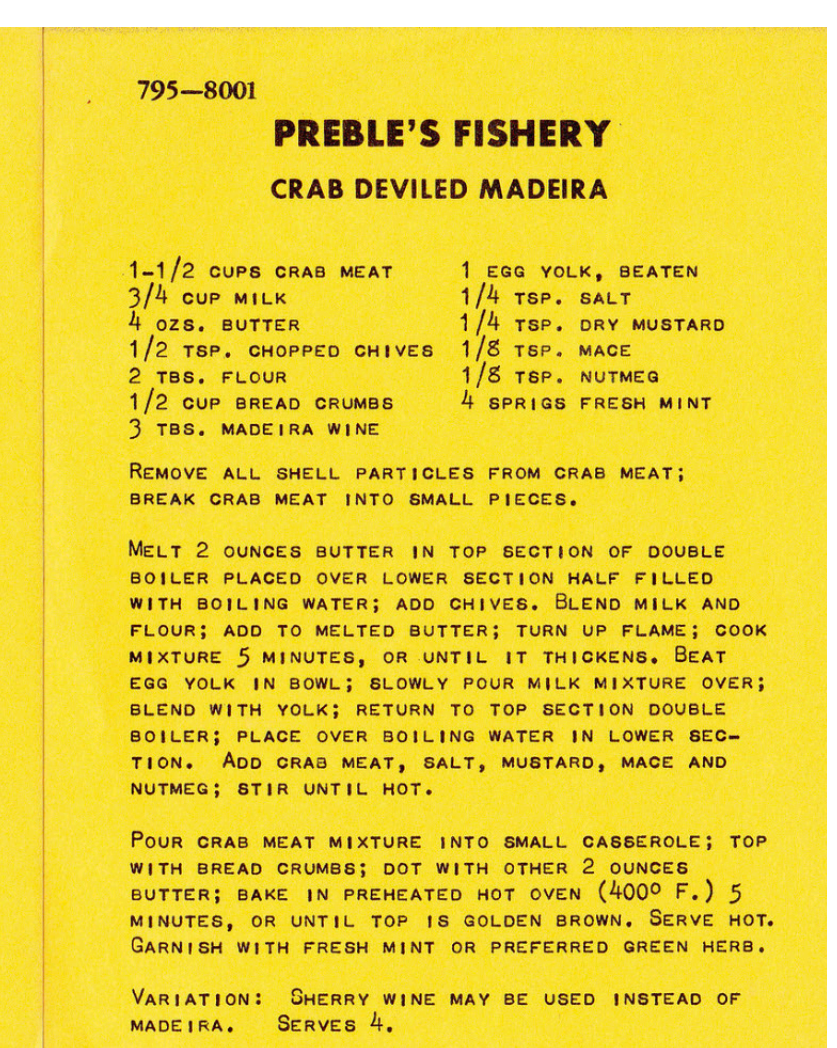 795—8001
PREBLE'S FISHERY
CRAB DEVILED MADEIRA
1-1/2 CUPS CRAB MEAT
3/4 CUP MILK
4 OZS. BUTTER
1/2 TSP. CHOPPED CHIVES
2 TBS. FLOUR
1/2 CUP BREAD CRUMBS
3 TBS. MADEIRA WINE
1 EGG YOLK, BEATEN
1/4 TSP. SALT
1/4 TSP. DRY MUSTARD
1/8 TSP. MACE
1/8 TSP. NUTMEG
4 SPRIGS FRESH MINT
REMOVE ALL SHELL PARTICLES FROM CRAB MEAT;
BREAK CRAB MEAT INTO SMALL PIECES.
MELT 2 OUNCES BUTTER IN TOP SECTION OF DOUBLE
BOILER PLACED OVER LOWER SECTION HALF FILLED
WITH BOILING WATER; ADD CHIVES. BLEND MILK AND
FLOUR; ADD TO MELTED BUTTER; TURN UP FLAME; COOK
MIXTURE 5 MINUTES, OR UNTIL IT THICKENS. BEAT
EGG YOLK IN BOWL; SLOWLY POUR MILK MIXTURE OVER;
BLEND WITH YOLK; RETURN TO TOP SECTION DOUBLE
BOILER; PLACE OVER BOILING WATER IN LOWER SEC-
TION. ADD CRAB MEAT, SALT, MUSTARD, MACE AND
NUTMEG; STIR UNTIL HOT.
POUR CRAB MEAT MIXTURE INTO SMALL CASSEROLE; TOP
WITH BREAD CRUMBS; DOT WITH OTHER 2 OUNCES
BUTTER; BAKE IN PREHEATED HOT OVEN (400° F.) 5
MINUTES, OR UNTIL TOP IS GOLDEN BROWN. SERVE HOT.
GARNISH WITH FRESH MINT OR PREFERRED GREEN HERB.
VARIATION: SHERRY WINE MAY BE USED INSTEAD OF
MADEIRA. SERVES 4.